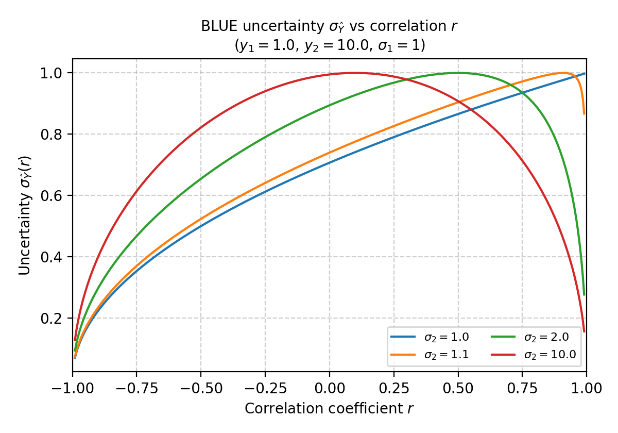 BLUE uncertainty σ_Ŷ vs correlation r
(y₁ = 1.0, y₂ = 10.0, σ₁ = 1)
Uncertainty σ_Ŷ(r)
1.0
0.8
0.6
0.4
0.2
σ₂ = 1.0
σ₂ = 1.1
σ₂ = 2.0
σ₂ = 10.0
−1.00 −0.75 −0.50 −0.25 0.00 0.25 0.50 0.75 1.00
Correlation coefficient r